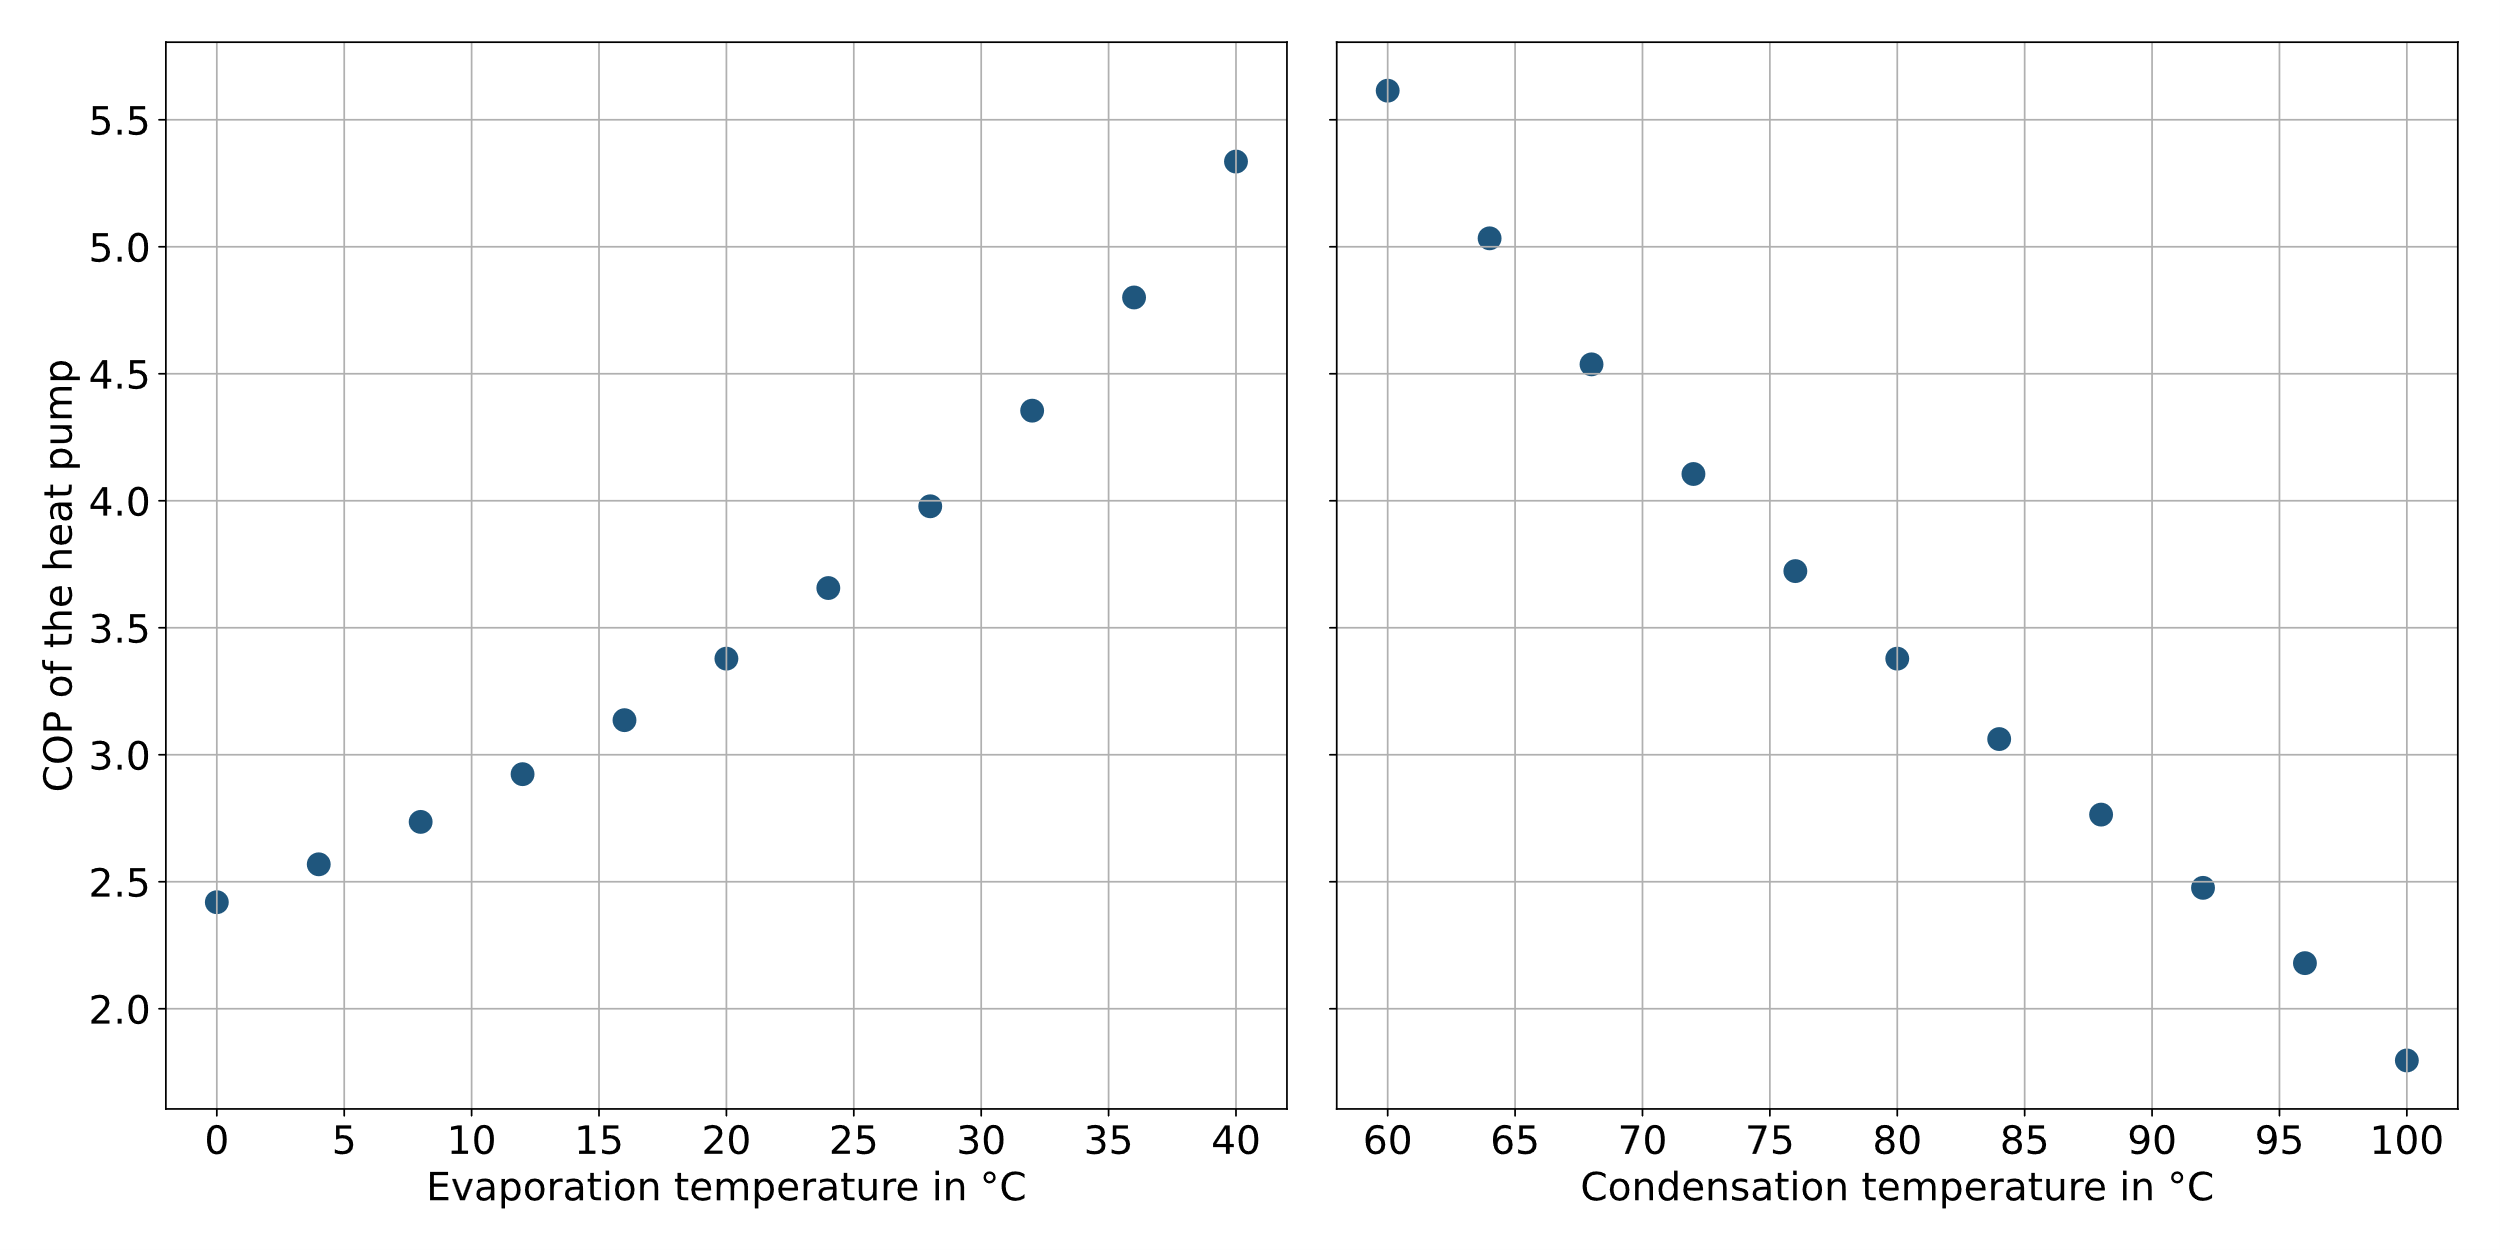 COP of the heat pump
5.5
5.0
4.5
4.0
3.5
3.0
2.5
2.0
0 5 10 15 20 25 30 35 40
Evaporation temperature in °C
60 65 70 75 80 85 90 95 100
Condensation temperature in °C